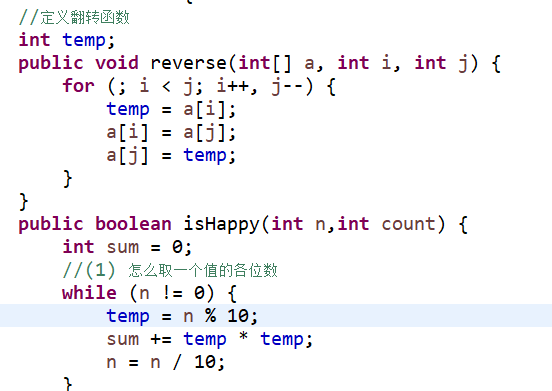 //定义翻转函数
int temp;
public void reverse(int[] a, int i, int j) {
for (; i < j; i++, j--) {
temp = a[i];
a[i] = a[j];
a[j] = temp;
}
}
public boolean isHappy(int n,int count) {
int sum = 0;
//(1) 怎么取一个值的各位数
while (n != 0) {
temp = n % 10;
sum += temp * temp;
n = n / 10;
}